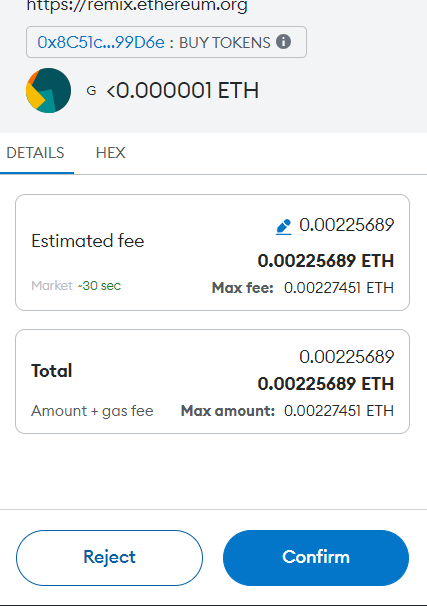 https://remix.ethereum.org
0x8C51c...99D6e : BUY TOKENS
G <0.000001 ETH
DETAILS HEX
0.00225689
Estimated fee
0.00225689 ETH
Market ~30 sec Max fee: 0.00227451 ETH
0.00225689
Total
0.00225689 ETH
Amount + gas fee Max amount: 0.00227451 ETH
Reject Confirm